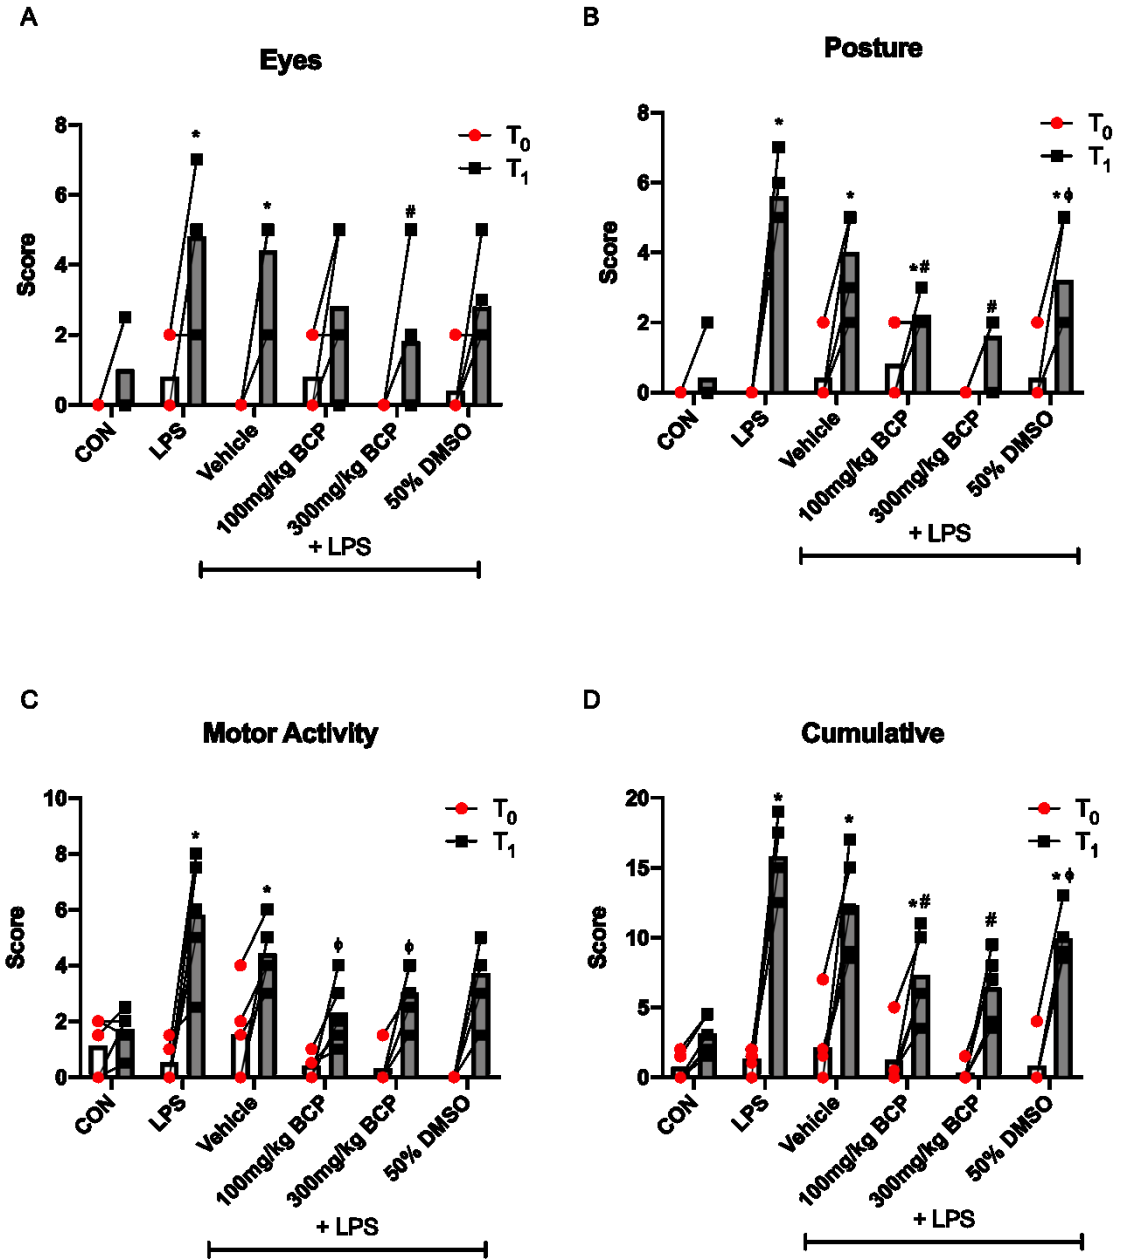 A
Eyes
8
6
4
2
0
Score
*
*
#
T0
T1
CON
LPS
Vehicle
100mg/kg BCP
300mg/kg BCP
50% DMSO
+ LPS
B
Posture
8
6
4
2
0
Score
*
*
*#
#
*ϕ
T0
T1
CON
LPS
Vehicle
100mg/kg BCP
300mg/kg BCP
50% DMSO
+ LPS
C
Motor Activity
10
8
6
4
2
0
Score
*
*
ϕ
ϕ
T0
T1
CON
LPS
Vehicle
100mg/kg BCP
300mg/kg BCP
50% DMSO
+ LPS
D
Cumulative
20
15
10
5
0
Score
*
*
*#
#
*ϕ
T0
T1
CON
LPS
Vehicle
100mg/kg BCP
300mg/kg BCP
50% DMSO
+ LPS